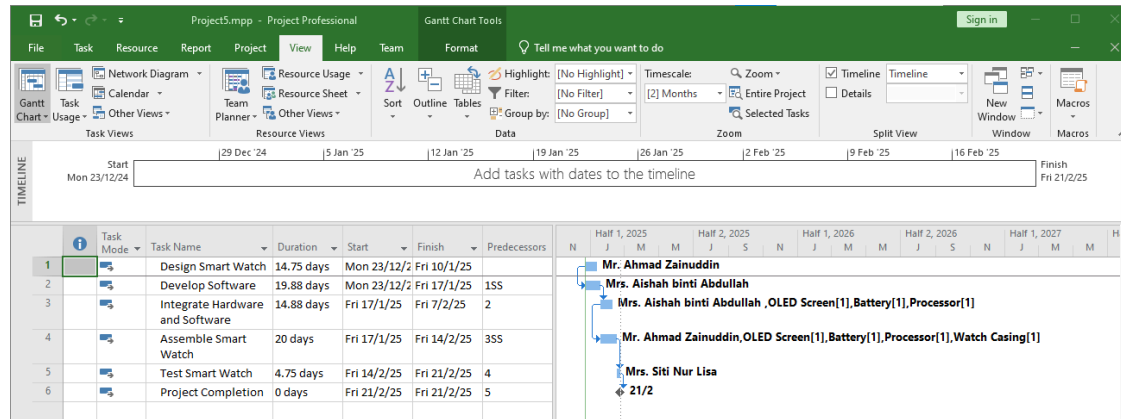 Project5.mpp - Project Professional
Gantt Chart Tools
Sign in
File Task Resource Report Project View Help Team Format Tell me what you want to do
Gantt Chart
Task Usage
Network Diagram
Calendar
Other Views
Task Views
Team Planner
Resource Usage
Resource Sheet
Other Views
Resource Views
Sort
Outline
Tables
Highlight: [No Highlight]
Filter: [No Filter]
Group by: [No Group]
Data
Timescale:
[2] Months
Zoom
Entire Project
Selected Tasks
Zoom
Timeline Timeline
Details
Split View
New Window
Window
Macros
Macros
TIMELINE
29 Dec '24 5 Jan '25 12 Jan '25 19 Jan '25 26 Jan '25 2 Feb '25 9 Feb '25 16 Feb '25
Start
Mon 23/12/24
Add tasks with dates to the timeline
Finish
Fri 21/2/25
Task Mode Task Name Duration Start Finish Predecessors
Half 1, 2025 Half 2, 2025 Half 1, 2026 Half 2, 2026 Half 1, 2027 H
N J M M J S N J M M J S N J M M
1 Design Smart Watch 14.75 days Mon 23/12/2 Fri 10/1/25
Mr. Ahmad Zainuddin
2 Develop Software 19.88 days Mon 23/12/2 Fri 17/1/25 1SS
Mrs. Aishah binti Abdullah
3 Integrate Hardware and Software 14.88 days Fri 17/1/25 Fri 7/2/25 2
Mrs. Aishah binti Abdullah ,OLED Screen[1],Battery[1],Processor[1]
4 Assemble Smart Watch 20 days Fri 17/1/25 Fri 14/2/25 3SS
Mr. Ahmad Zainuddin,OLED Screen[1],Battery[1],Processor[1],Watch Casing[1]
5 Test Smart Watch 4.75 days Fri 14/2/25 Fri 21/2/25 4
Mrs. Siti Nur Lisa
6 Project Completion 0 days Fri 21/2/25 Fri 21/2/25 5
21/2